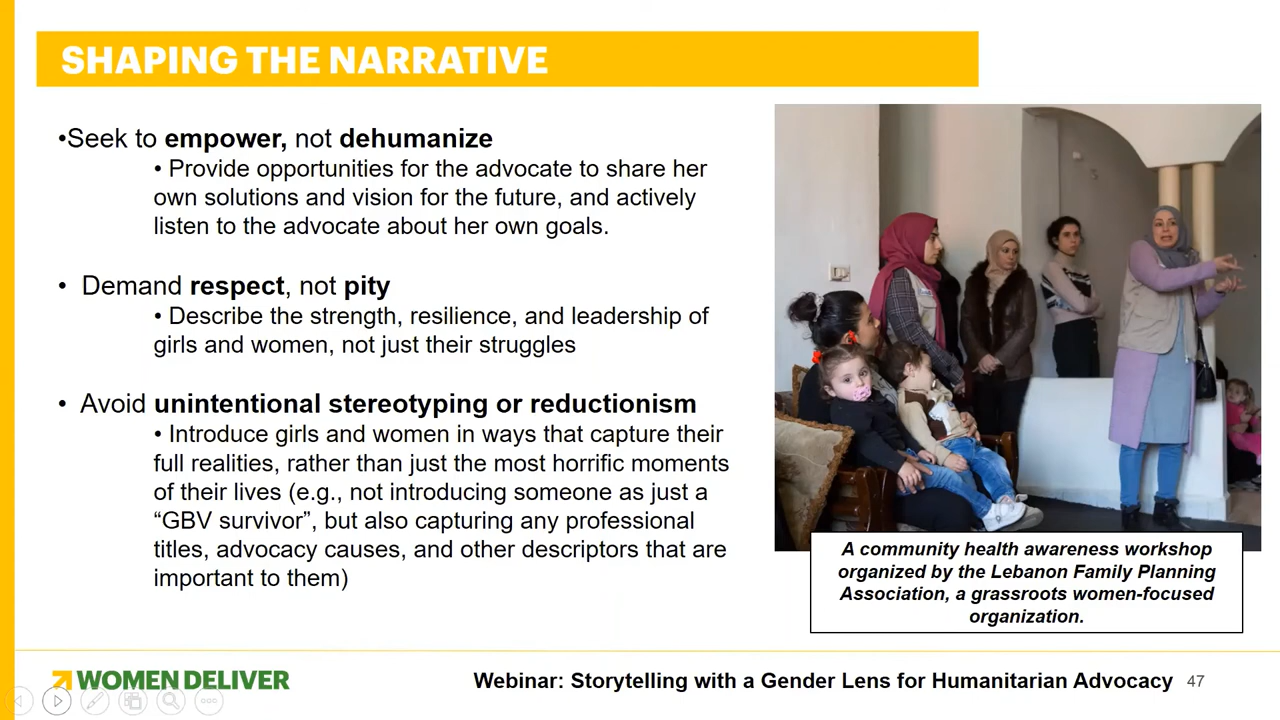 SHAPING THE NARRATIVE
•Seek to empower, not dehumanize
• Provide opportunities for the advocate to share her
own solutions and vision for the future, and actively
listen to the advocate about her own goals.
• Demand respect, not pity
• Describe the strength, resilience, and leadership of
girls and women, not just their struggles
• Avoid unintentional stereotyping or reductionism
• Introduce girls and women in ways that capture their
full realities, rather than just the most horrific moments
of their lives (e.g., not introducing someone as just a
“GBV survivor”, but also capturing any professional
titles, advocacy causes, and other descriptors that are
important to them)
A community health awareness workshop
organized by the Lebanon Family Planning
Association, a grassroots women-focused
organization.
WOMEN DELIVER
Webinar: Storytelling with a Gender Lens for Humanitarian Advocacy
47